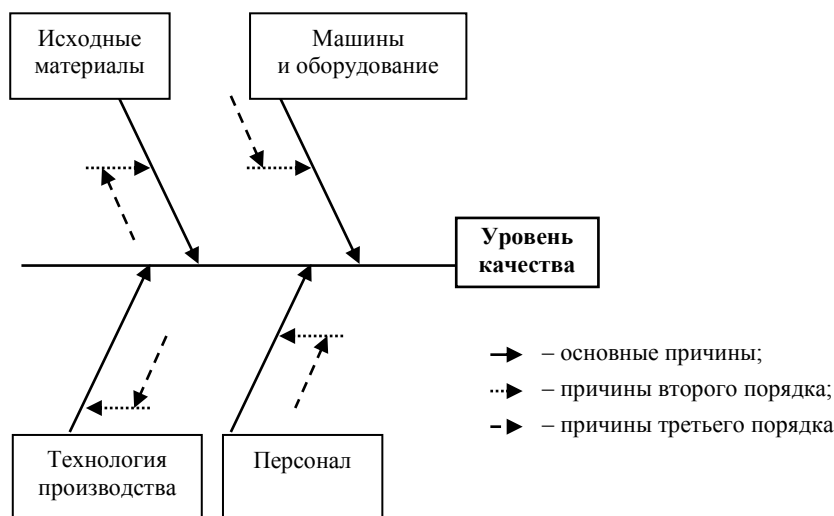 Исходные
материалы
Машины
и оборудование
Уровень
качества
– основные причины;
– причины второго порядка;
– причины третьего порядка
Технология
производства
Персонал